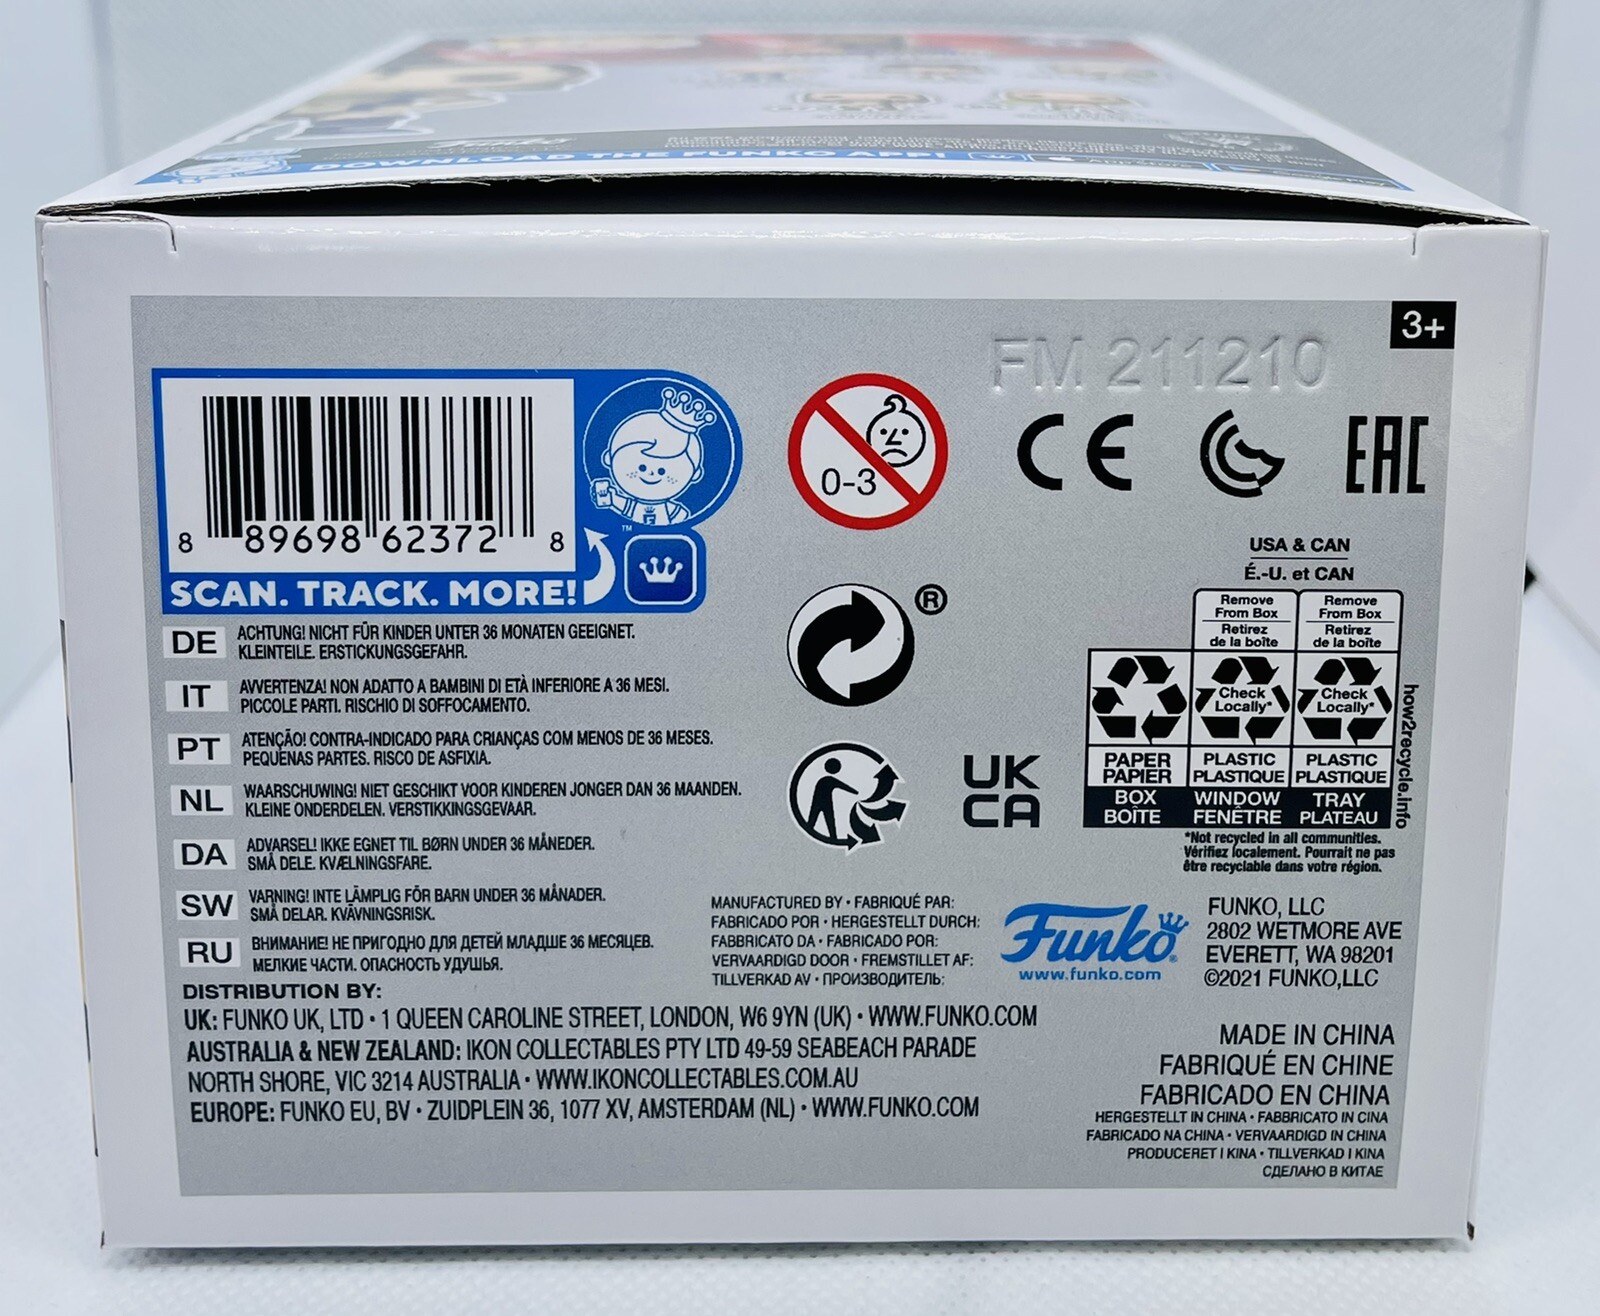 DOWNLOAD THE FUNKO APP!
3+
FM 211210
8 89698 62372 8
0-3
CE
EAC
TM
SCAN. TRACK. MORE!
®
USA & CAN
É.-U. et CAN
Remove From Box
Retirez de la boîte
Remove From Box
Retirez de la boîte
Check Locally*
Check Locally*
PAPER PAPIER
PLASTIC PLASTIQUE
PLASTIC PLASTIQUE
BOX BOÎTE
WINDOW FENÊTRE
TRAY PLATEAU
how2recycle.info
*Not recycled in all communities.
Vérifiez localement. Pourrait ne pas
être recyclable dans votre région.
UK
CA
DE ACHTUNG! NICHT FÜR KINDER UNTER 36 MONATEN GEEIGNET.
KLEINTEILE. ERSTICKUNGSGEFAHR.
IT AVVERTENZA! NON ADATTO A BAMBINI DI ETÀ INFERIORE A 36 MESI.
PICCOLE PARTI. RISCHIO DI SOFFOCAMENTO.
PT ATENÇÃO! CONTRA-INDICADO PARA CRIANÇAS COM MENOS DE 36 MESES.
PEQUENAS PARTES. RISCO DE ASFIXIA.
NL WAARSCHUWING! NIET GESCHIKT VOOR KINDEREN JONGER DAN 36 MAANDEN.
KLEINE ONDERDELEN. VERSTIKKINGSGEVAAR.
DA ADVARSEL! IKKE EGNET TIL BØRN UNDER 36 MÅNEDER.
SMÅ DELE. KVÆLNINGSFARE.
SW VARNING! INTE LÄMPLIG FÖR BARN UNDER 36 MÅNADER.
SMÅ DELAR. KVÄVNINGSRISK.
RU ВНИМАНИЕ! НЕ ПРИГОДНО ДЛЯ ДЕТЕЙ МЛАДШЕ 36 МЕСЯЦЕВ.
МЕЛКИЕ ЧАСТИ. ОПАСНОСТЬ УДУШЬЯ.
MANUFACTURED BY • FABRIQUÉ PAR:
FABRICADO POR • HERGESTELLT DURCH:
FABBRICATO DA • FABRICADO POR:
VERVAARDIGD DOOR • FREMSTILLET AF:
TILLVERKAD AV • ПРОИЗВОДИТЕЛЬ:
Funko®
www.funko.com
FUNKO, LLC
2802 WETMORE AVE
EVERETT, WA 98201
©2021 FUNKO,LLC
DISTRIBUTION BY:
UK: FUNKO UK, LTD • 1 QUEEN CAROLINE STREET, LONDON, W6 9YN (UK) • WWW.FUNKO.COM
AUSTRALIA & NEW ZEALAND: IKON COLLECTABLES PTY LTD 49-59 SEABEACH PARADE
NORTH SHORE, VIC 3214 AUSTRALIA • WWW.IKONCOLLECTABLES.COM.AU
EUROPE: FUNKO EU, BV • ZUIDPLEIN 36, 1077 XV, AMSTERDAM (NL) • WWW.FUNKO.COM
MADE IN CHINA
FABRIQUÉ EN CHINE
FABRICADO EN CHINA
HERGESTELLT IN CHINA • FABBRICATO IN CINA
FABRICADO NA CHINA • VERVAARDIGD IN CHINA
PRODUCERET I KINA • TILLVERKAD I KINA
СДЕЛАНО В КИТАЕ